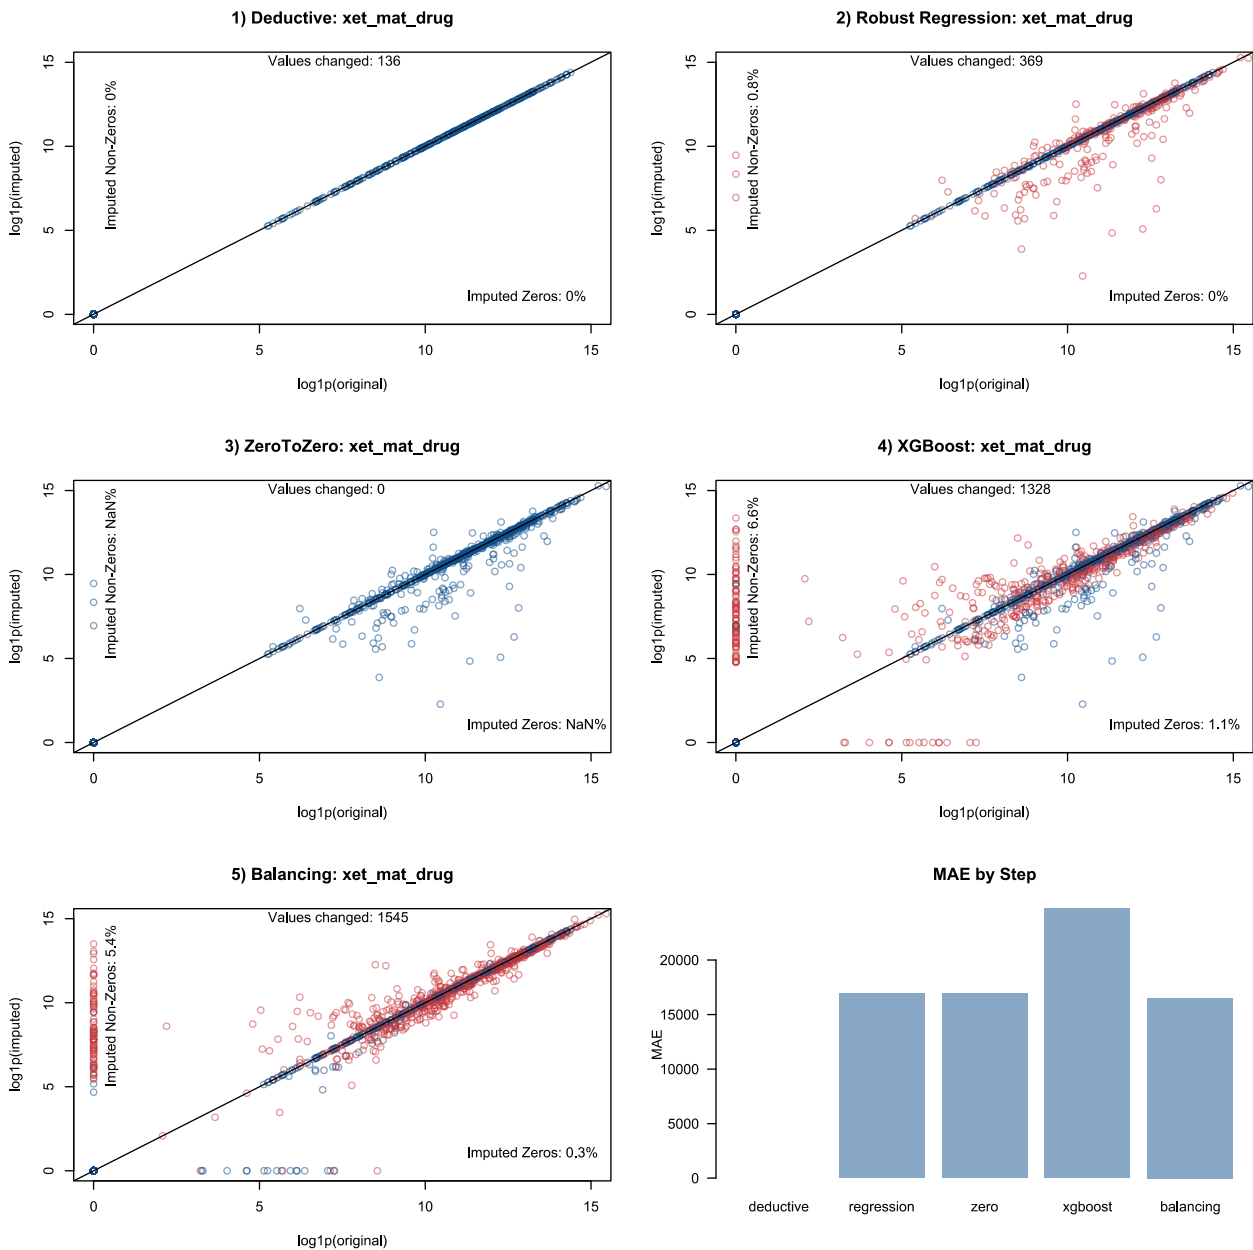 1) Deductive: xet_mat_drug
Values changed: 136
Imputed Non-Zeros: 0%
Imputed Zeros: 0%
log1p(imputed)
0
5
10
15
0
5
10
15
log1p(original)
2) Robust Regression: xet_mat_drug
Values changed: 369
Imputed Non-Zeros: 0.8%
Imputed Zeros: 0%
log1p(imputed)
0
5
10
15
0
5
10
15
log1p(original)
3) ZeroToZero: xet_mat_drug
Values changed: 0
Imputed Non-Zeros: NaN%
Imputed Zeros: NaN%
log1p(imputed)
0
5
10
15
0
5
10
15
log1p(original)
4) XGBoost: xet_mat_drug
Values changed: 1328
Imputed Non-Zeros: 6.6%
Imputed Zeros: 1.1%
log1p(imputed)
0
5
10
15
0
5
10
15
log1p(original)
5) Balancing: xet_mat_drug
Values changed: 1545
Imputed Non-Zeros: 5.4%
Imputed Zeros: 0.3%
log1p(imputed)
0
5
10
15
0
5
10
15
log1p(original)
MAE by Step
MAE
20000
15000
10000
5000
0
deductive
regression
zero
xgboost
balancing